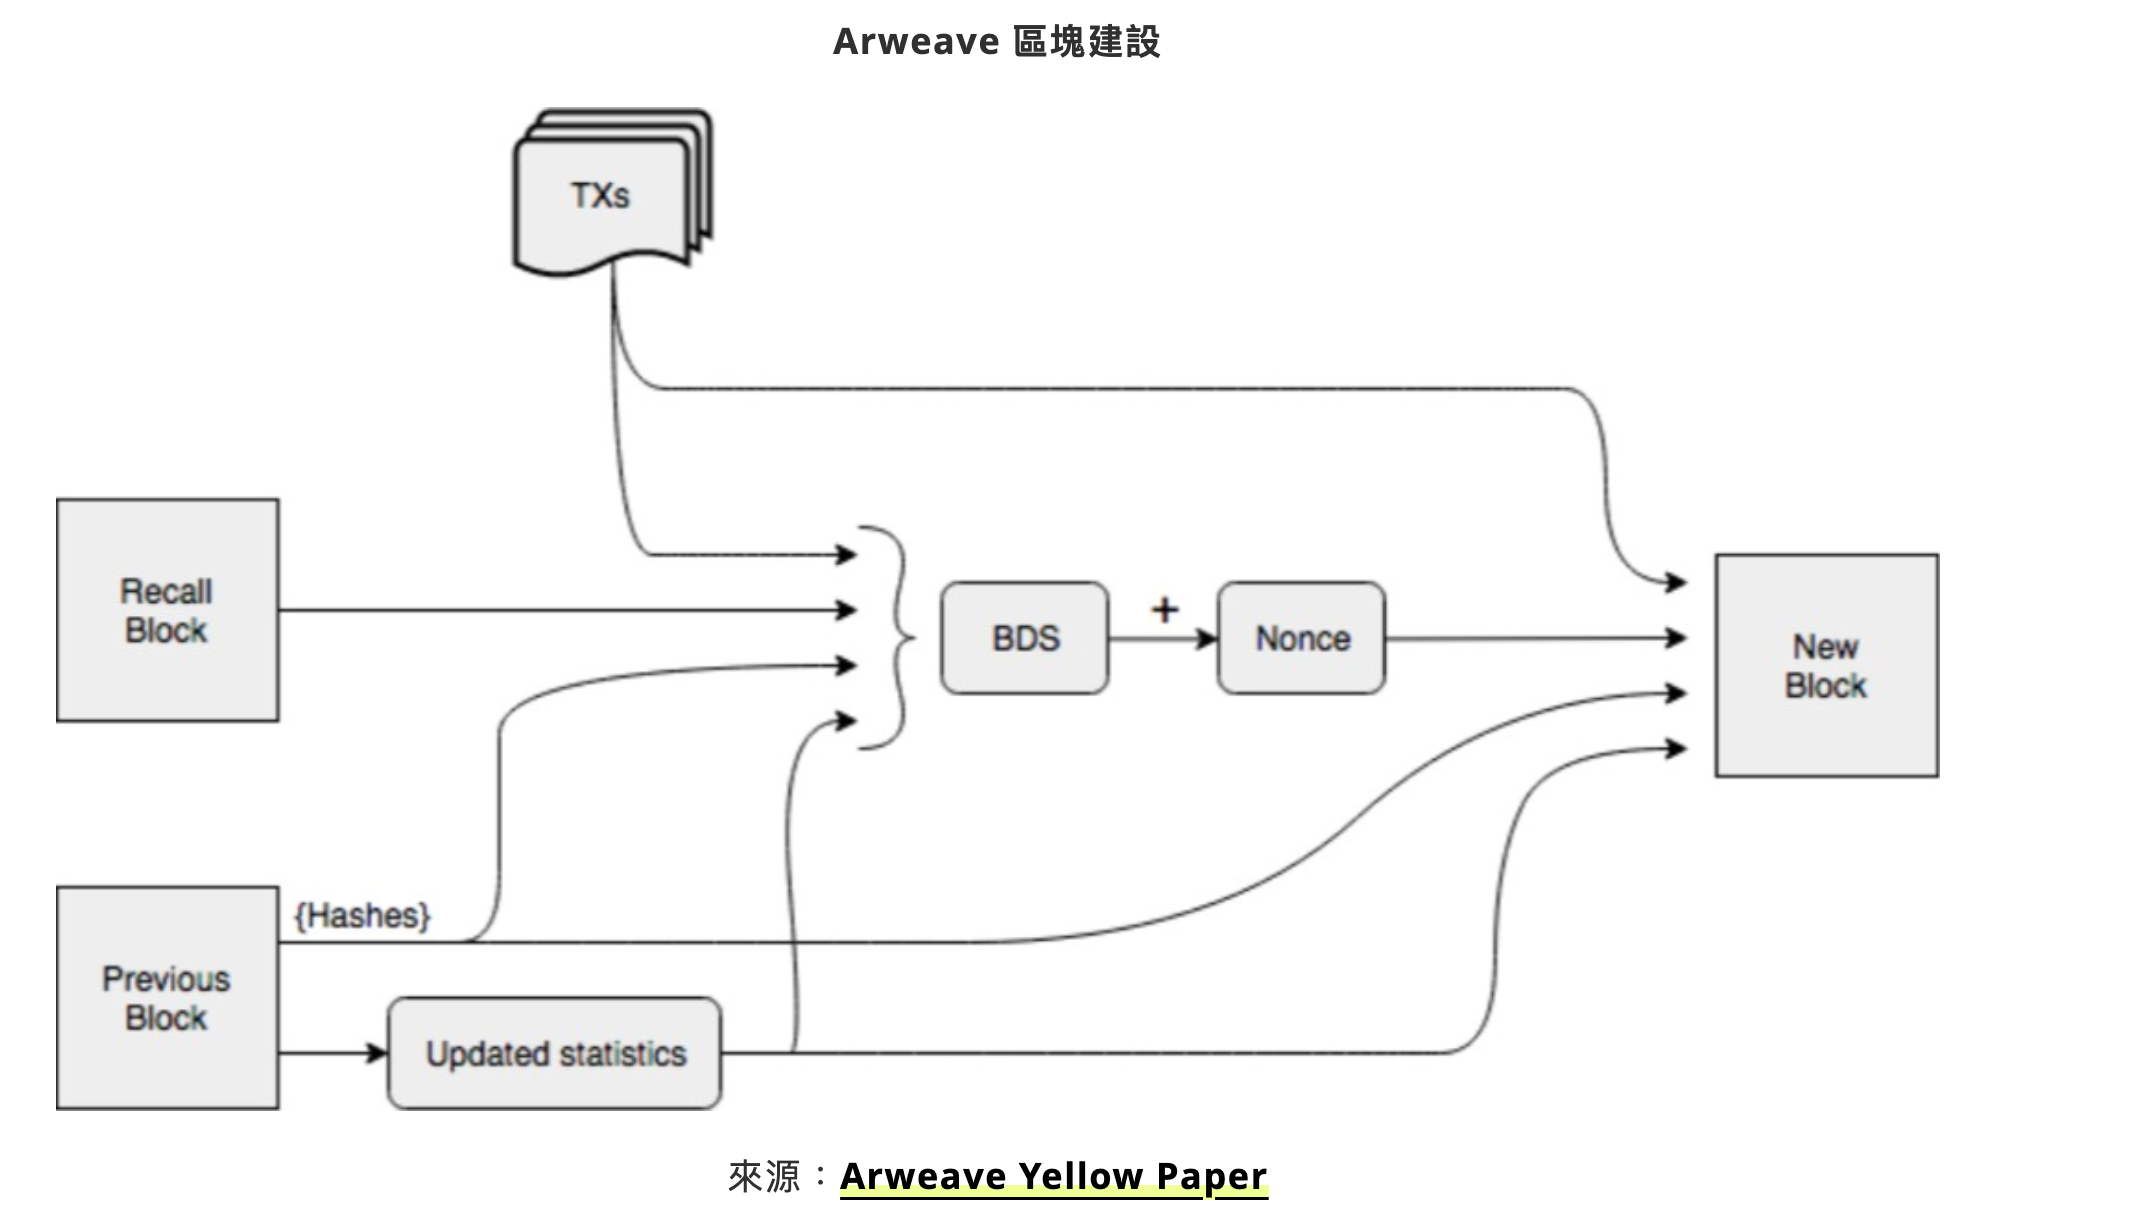 Arweave 區塊建設
TXs
Recall
Block
BDS
+
Nonce
New
Block
{Hashes}
Previous
Block
Updated statistics
來源：Arweave Yellow Paper